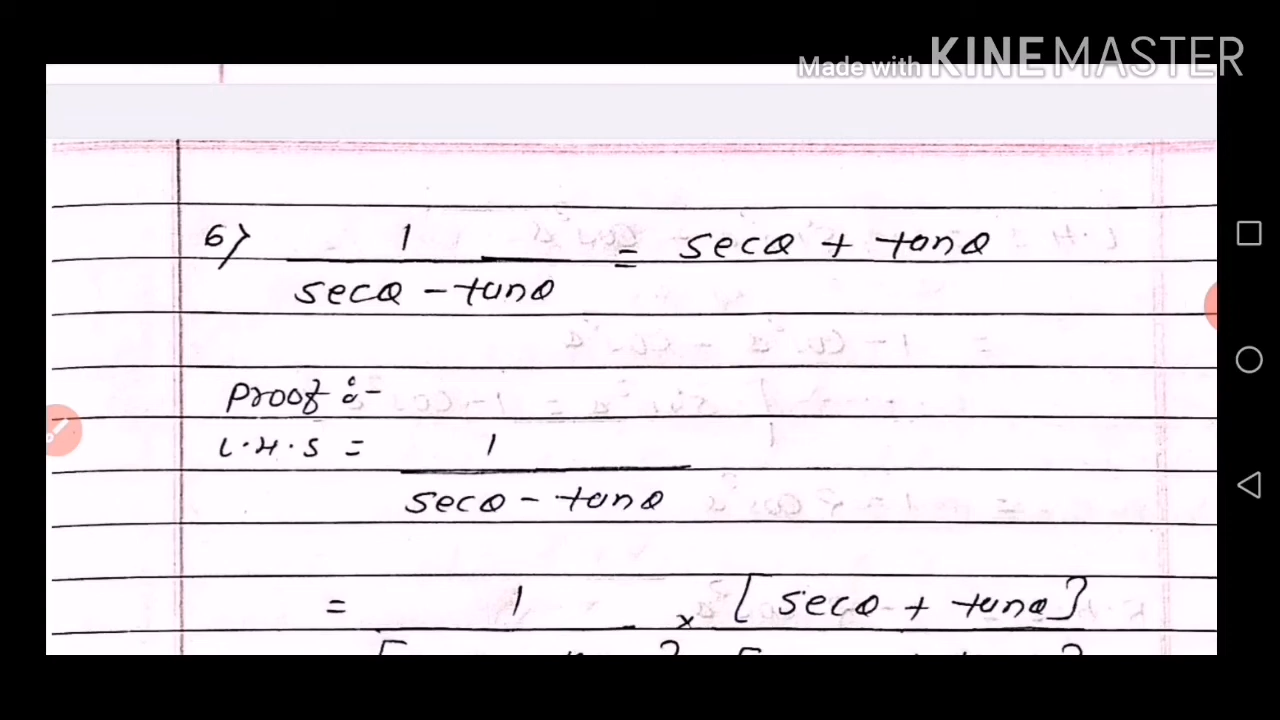 Made with KINEMASTER
6) 1 / secθ - tanθ = secθ + tanθ
Proof :-
L.H.S = 1 / secθ - tanθ
= 1 × [secθ + tanθ]